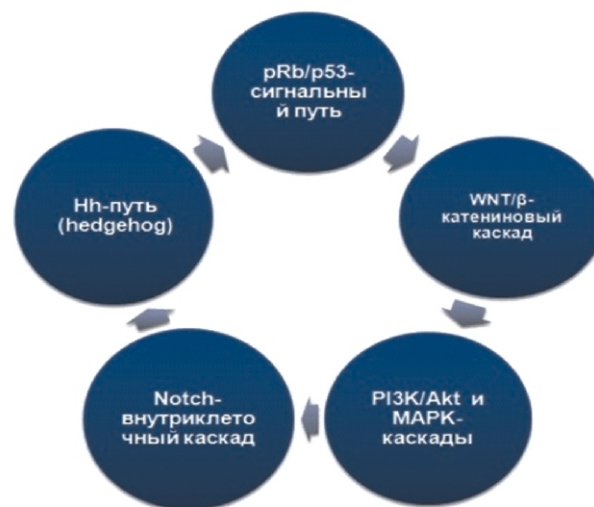 pRb/p53-
сигнальны
й путь
WNT/β-
катениновый
каскад
PI3K/Akt и
MAPK-
каскады
Notch-
внутриклето
чный каскад
Hh-путь
(hedgehog)